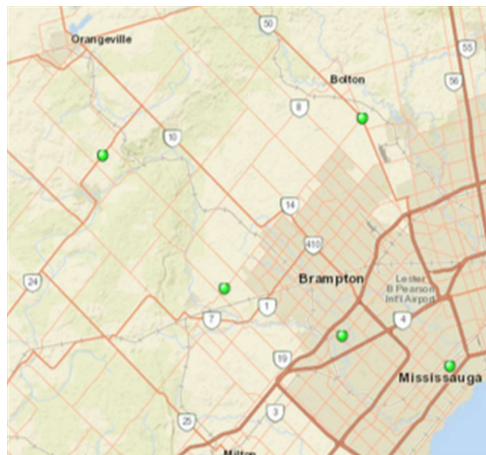 50
Orangeville
55
Bolton
56
8
10
14
410
24
Brampton
Lester
B Pearson
Int'l Airport
7
1
4
19
Mississauga
3
25
Milton